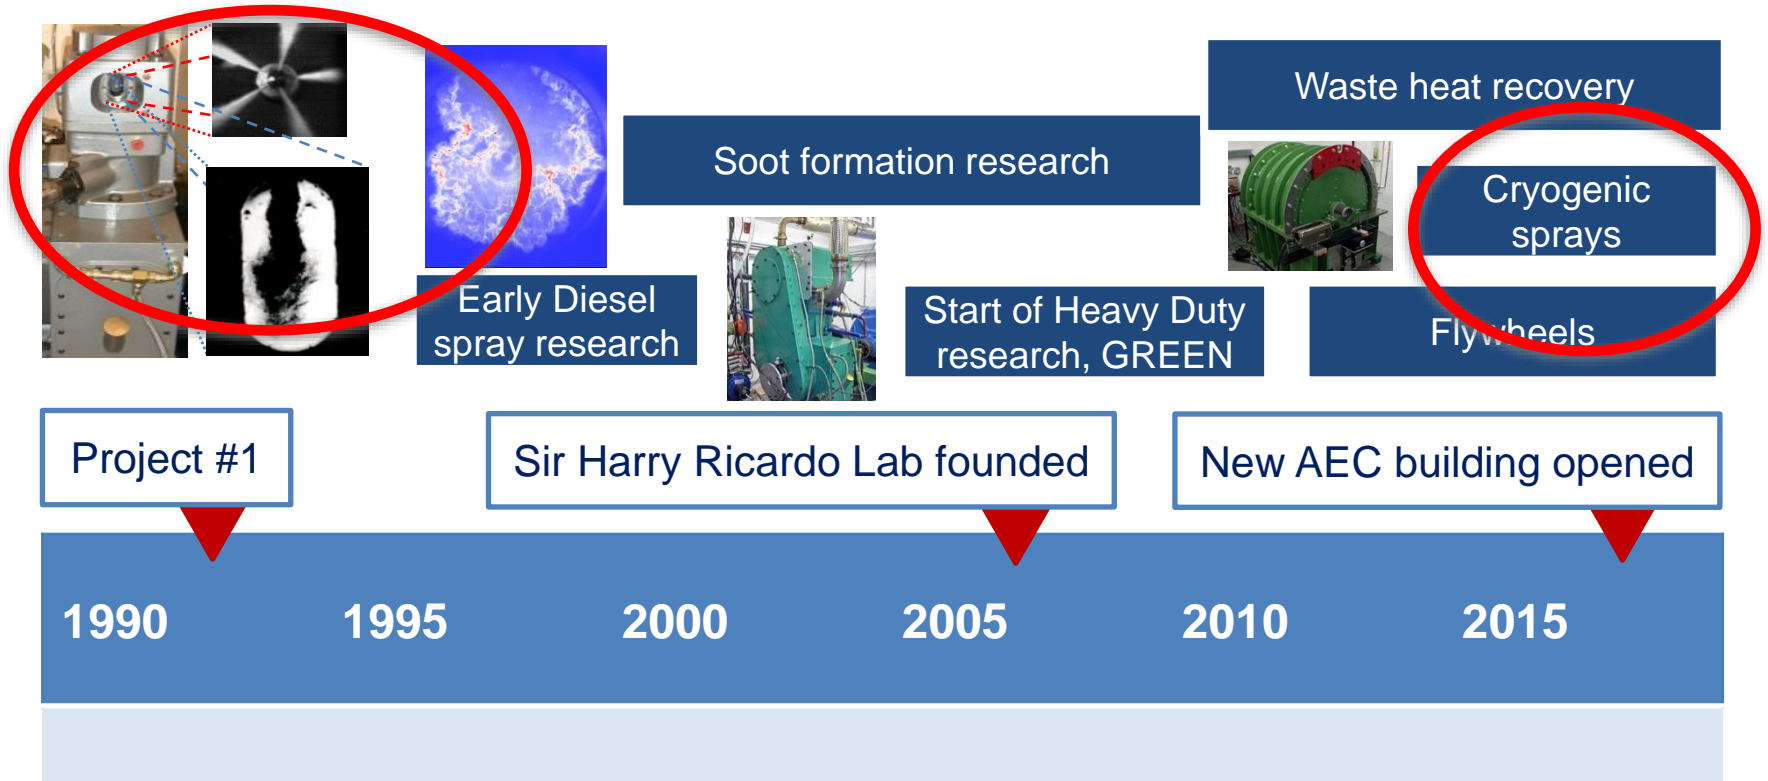 Waste heat recovery
Soot formation research
Cryogenic
sprays
Early Diesel
spray research
Start of Heavy Duty
research, GREEN
Flywheels
Project #1
Sir Harry Ricardo Lab founded
New AEC building opened
1990 1995 2000 2005 2010 2015